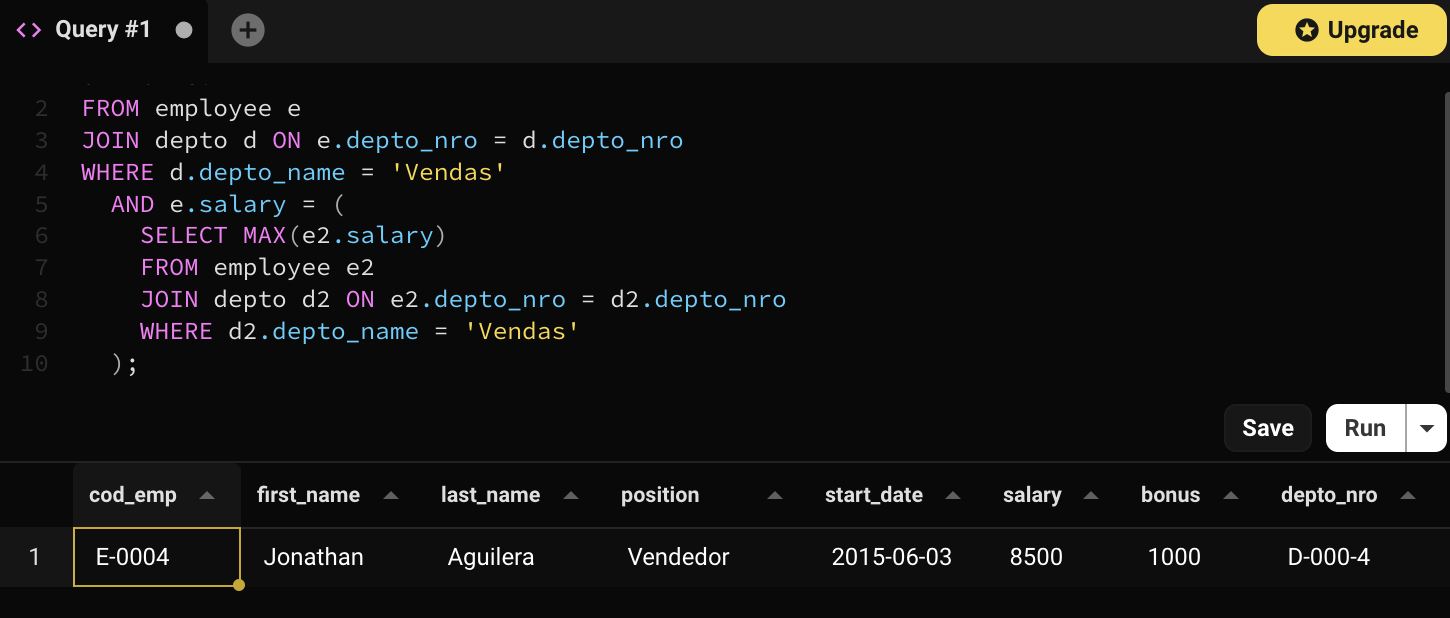 <> Query #1
Upgrade
2 FROM employee e
3 JOIN depto d ON e.depto_nro = d.depto_nro
4 WHERE d.depto_name = 'Vendas'
5 AND e.salary = (
6 SELECT MAX(e2.salary)
7 FROM employee e2
8 JOIN depto d2 ON e2.depto_nro = d2.depto_nro
9 WHERE d2.depto_name = 'Vendas'
10 );
Save Run
cod_emp first_name last_name position start_date salary bonus depto_nro
1 E-0004 Jonathan Aguilera Vendedor 2015-06-03 8500 1000 D-000-4